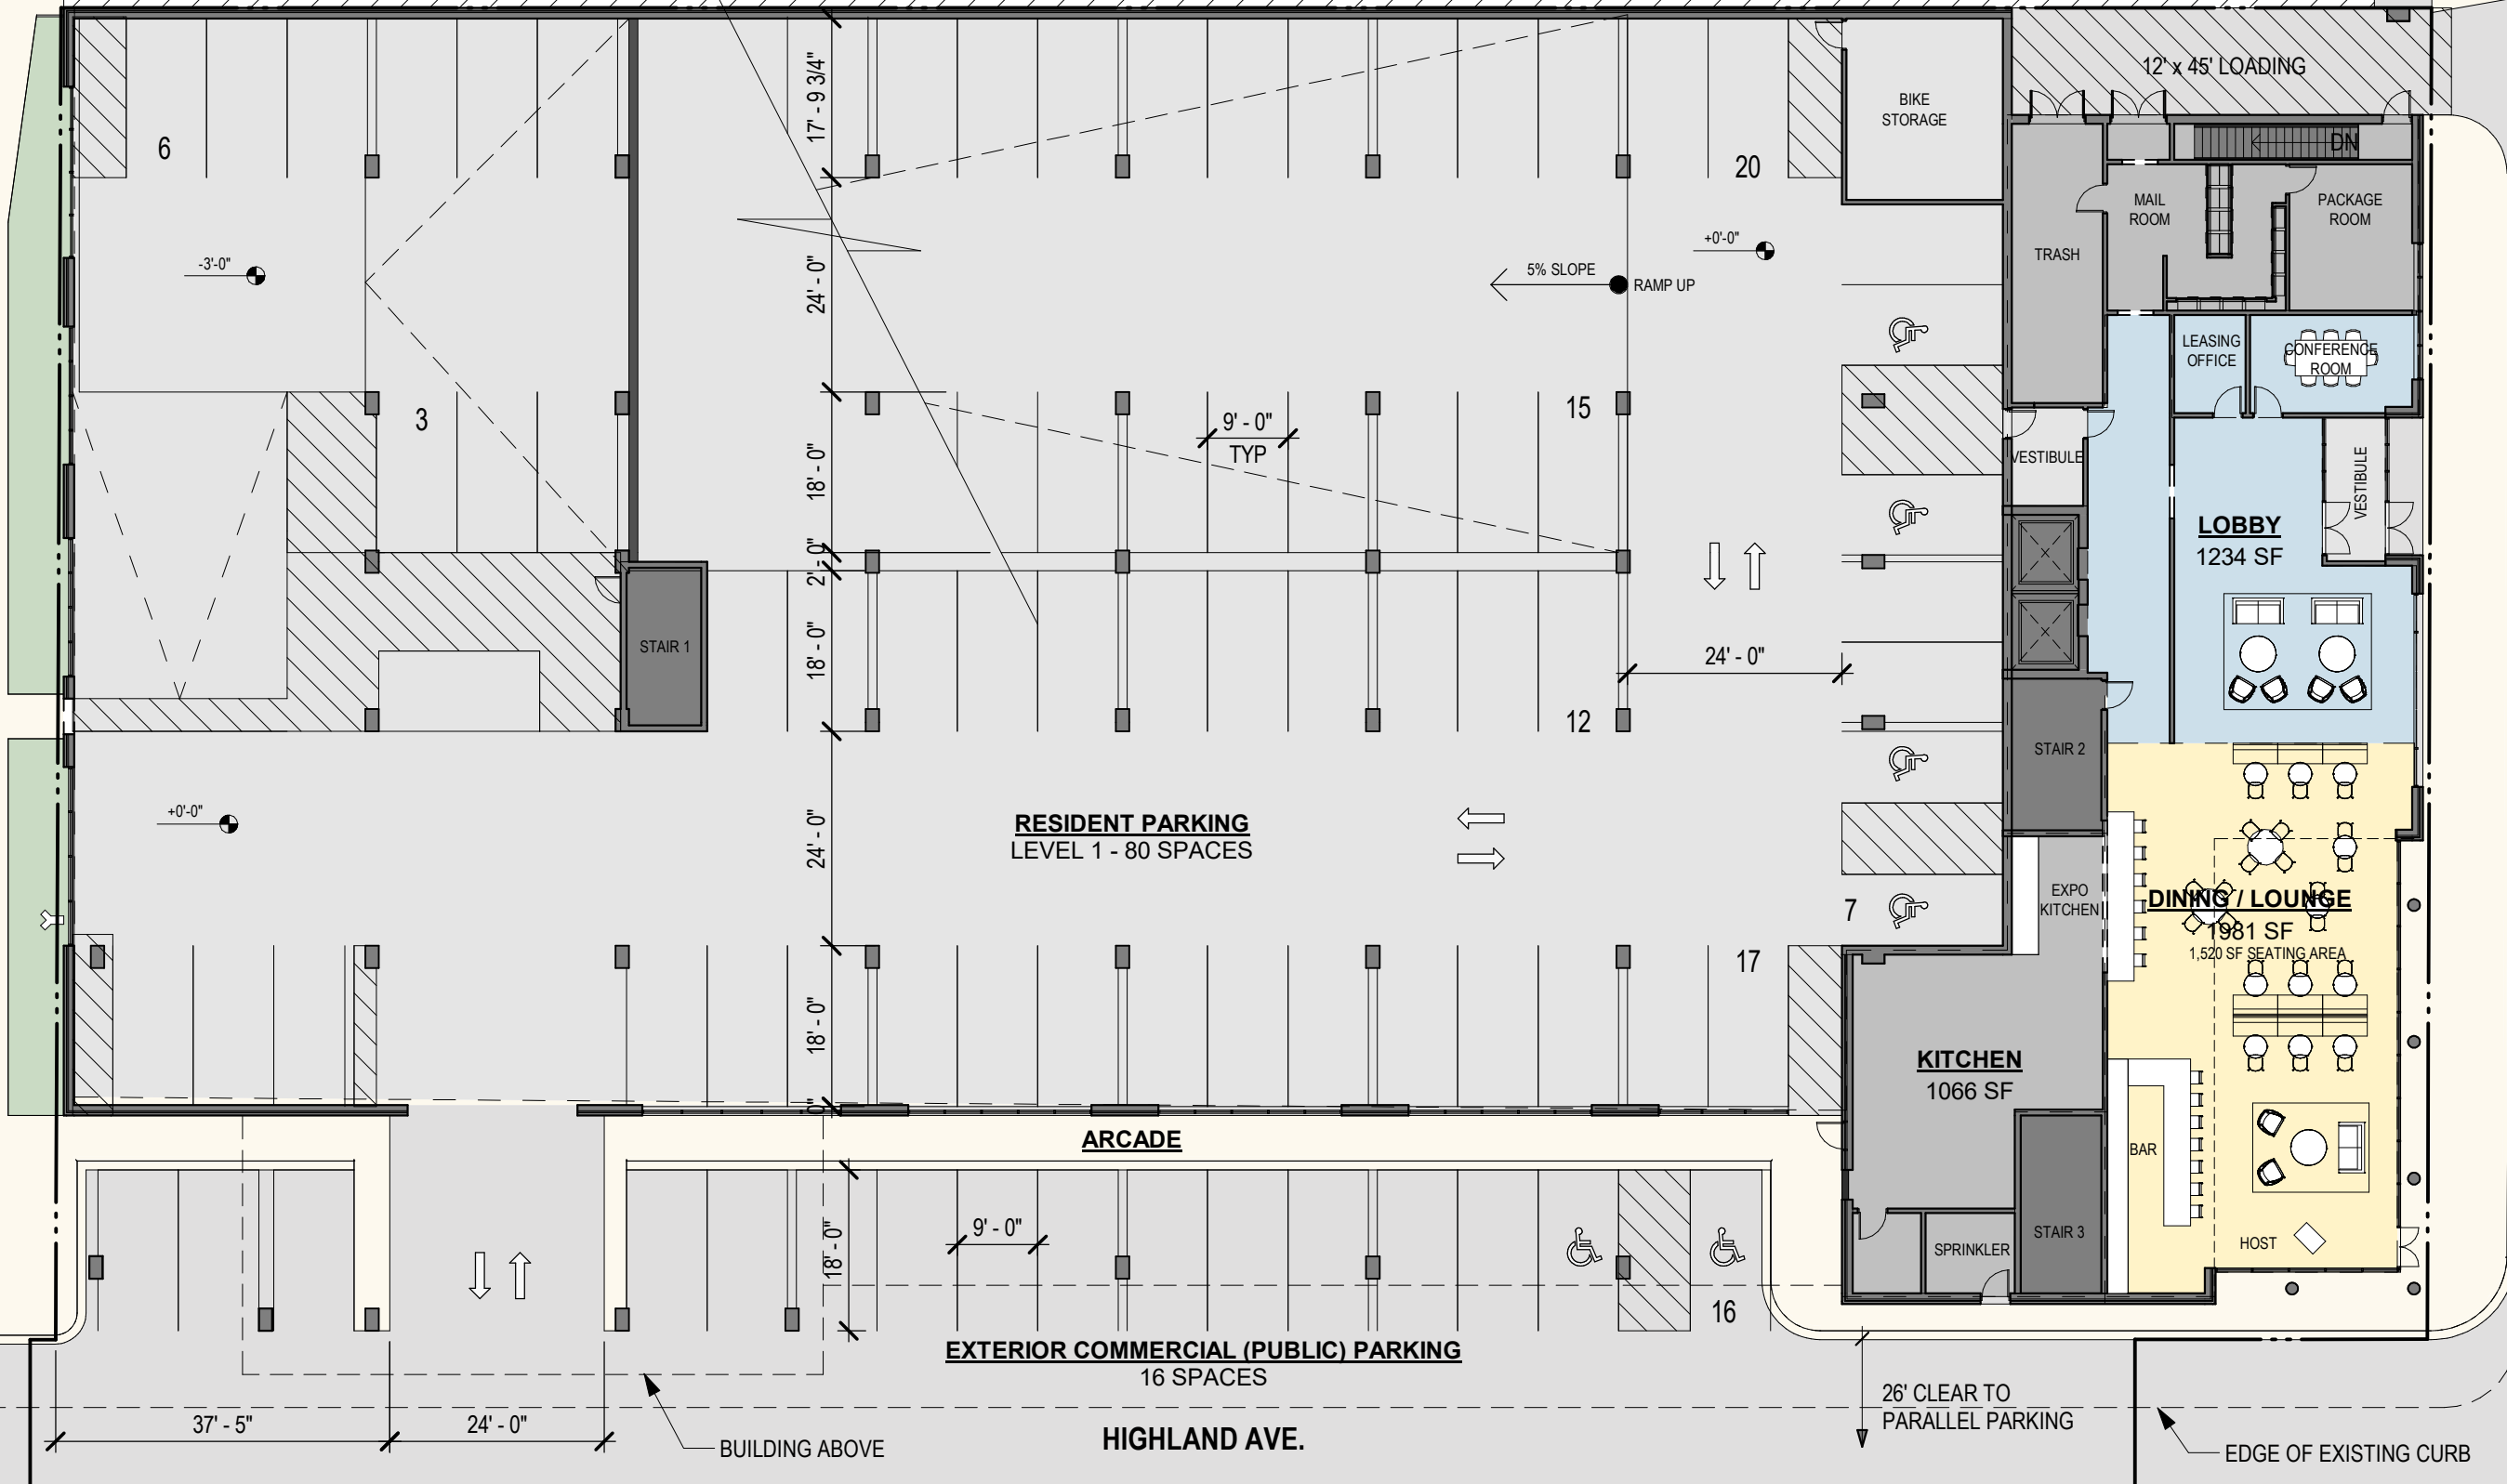 12' x 45' LOADING
17' - 9 3/4"
BIKE
STORAGE
DN
6
20
MAIL
ROOM
PACKAGE
ROOM
-3'-0"
+0'-0"
TRASH
24' - 0"
5% SLOPE
RAMP UP
LEASING
OFFICE
CONFERENCE
ROOM
3
15
9' - 0"
TYP
18' - 0"
VESTIBULE
VESTIBULE
LOBBY
1234 SF
2' - 0"
STAIR 1
18' - 0"
24' - 0"
12
STAIR 2
+0'-0"
RESIDENT PARKING
LEVEL 1 - 80 SPACES
24' - 0"
7
EXPO
KITCHEN
DINING / LOUNGE
1981 SF
1,520 SF SEATING AREA
17
18' - 0"
KITCHEN
1066 SF
0"
ARCADE
BAR
9' - 0"
18' - 0"
STAIR 3
HOST
SPRINKLER
16
EXTERIOR COMMERCIAL (PUBLIC) PARKING
16 SPACES
26' CLEAR TO
PARALLEL PARKING
37' - 5"
24' - 0"
BUILDING ABOVE
HIGHLAND AVE.
EDGE OF EXISTING CURB